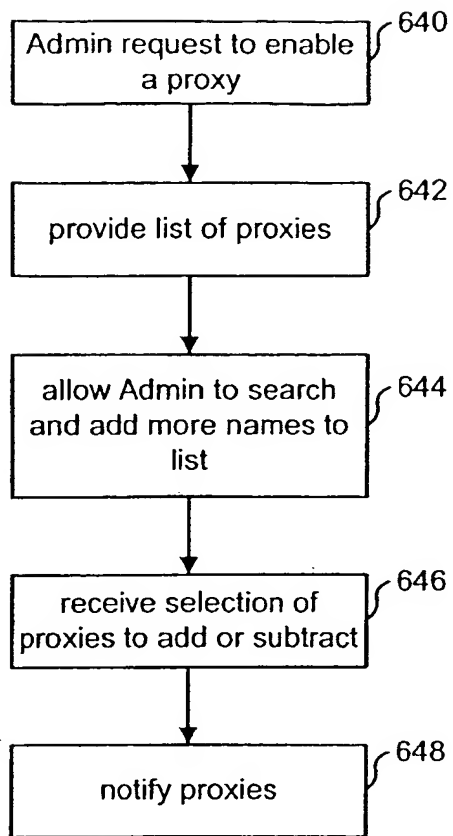 640
Admin request to enable
a proxy
642
provide list of proxies
644
allow Admin to search
and add more names to
list
646
receive selection of
proxies to add or subtract
648
notify proxies